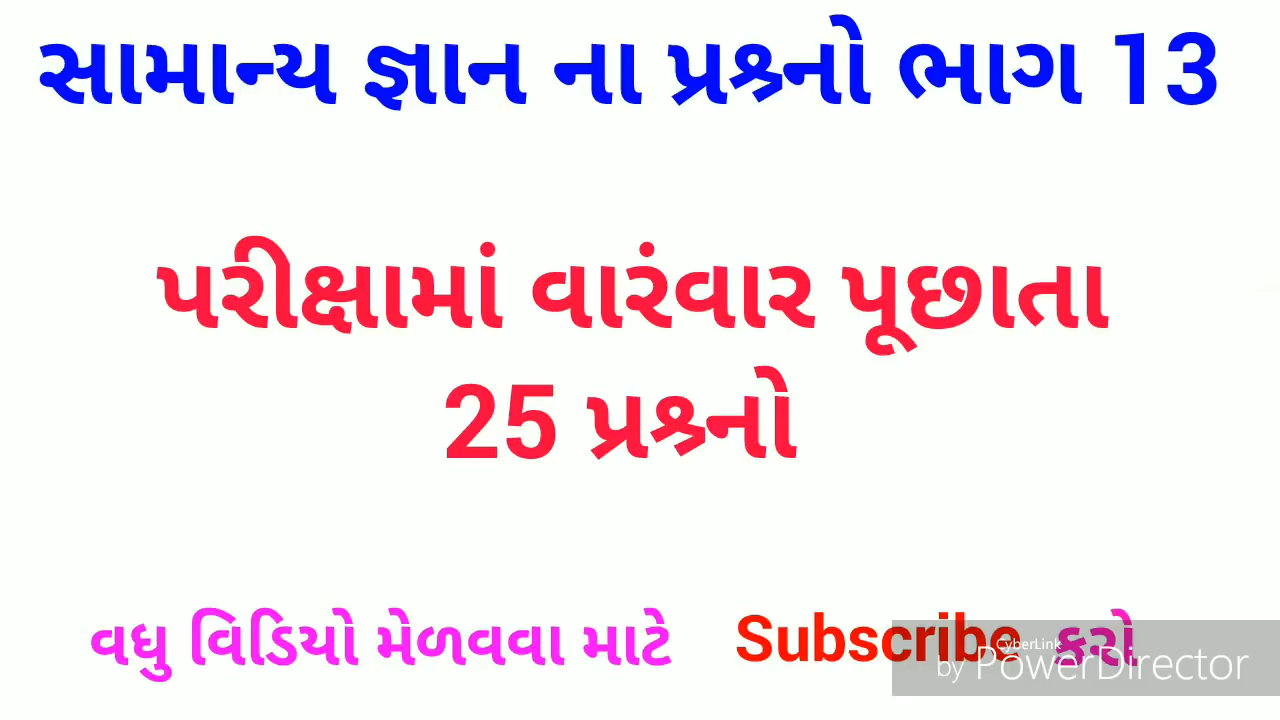 સામાન્ય જ્ઞાન ના પ્રશ્નો ભાગ 13
પરીક્ષામાં વારંવાર પૂછાતા
25 પ્રશ્નો
વધુ વિડિયો મેળવવા માટે Subscribe કરો
CyberLink
by PowerDirector